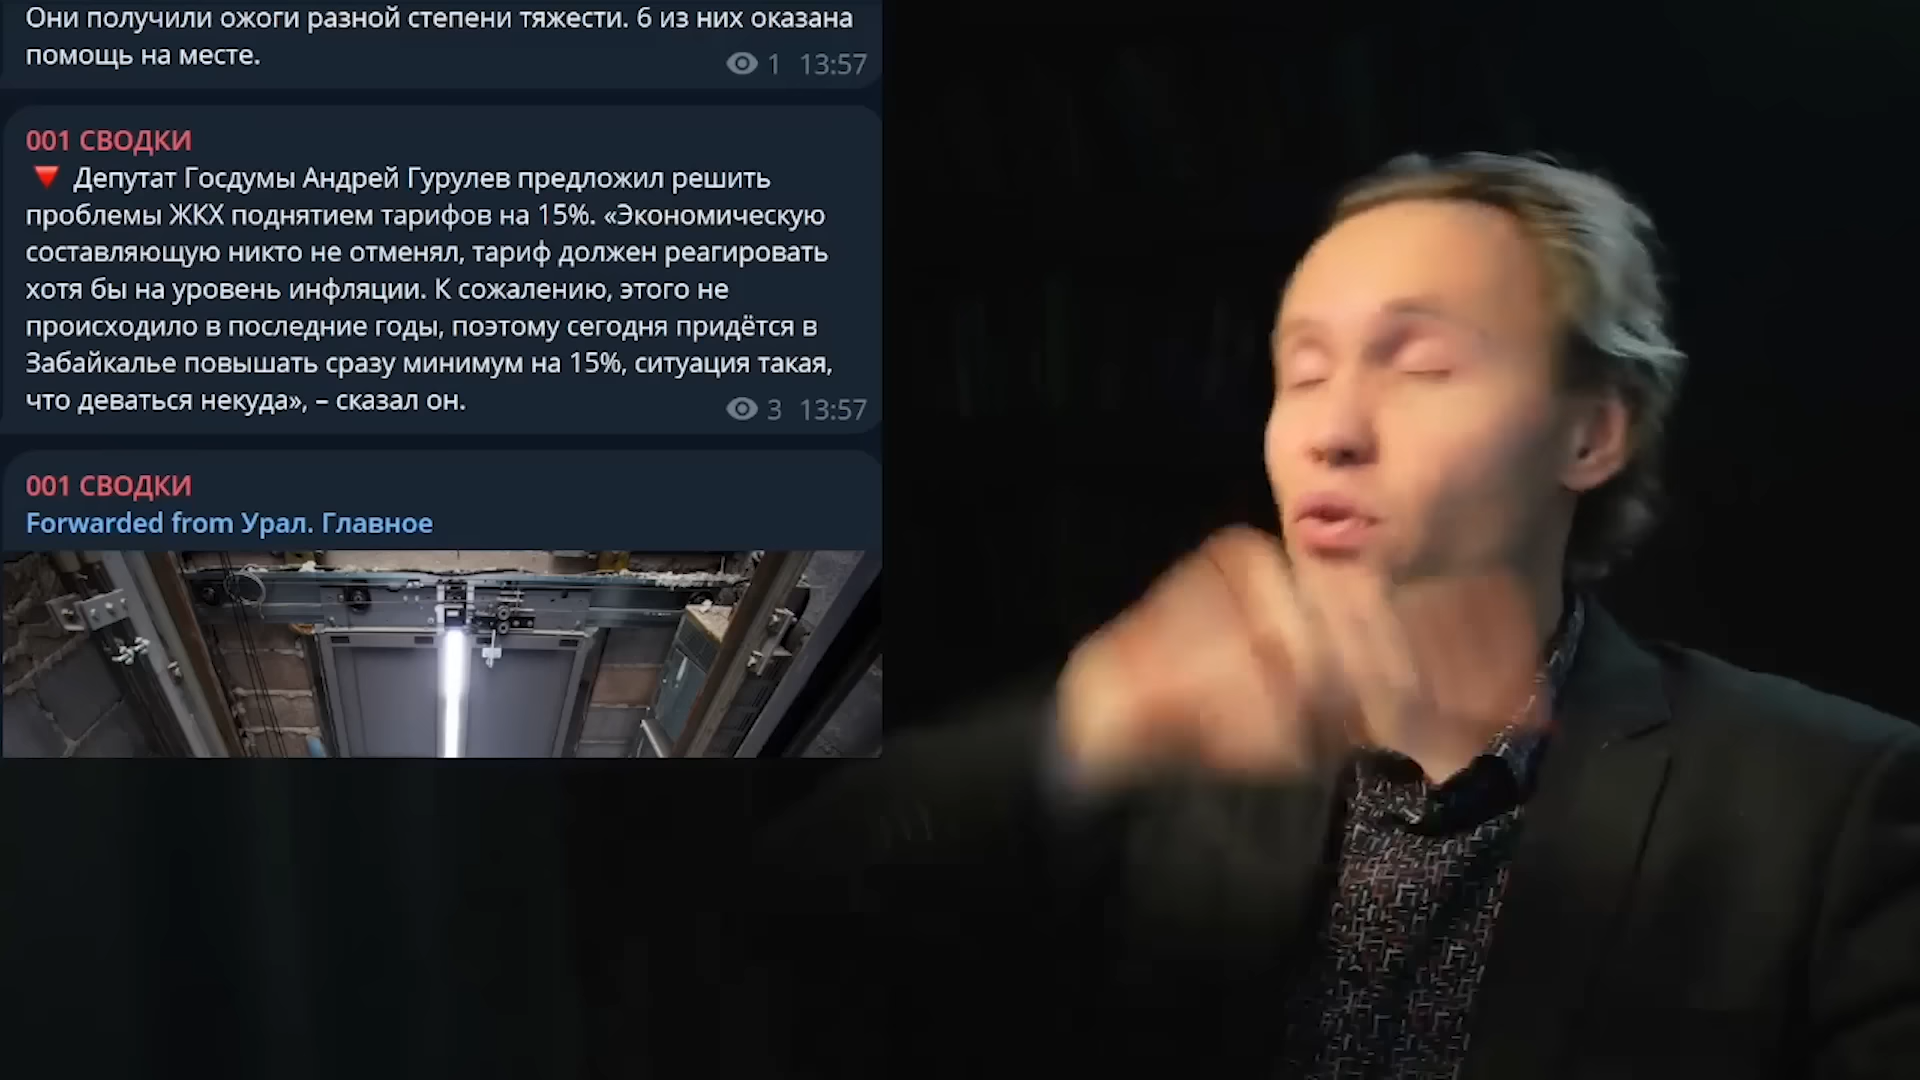 Они получили ожоги разной степени тяжести. 6 из них оказана
помощь на месте.
1 13:57
001 СВОДКИ
🔻 Депутат Госдумы Андрей Гурулев предложил решить
проблемы ЖКХ поднятием тарифов на 15%. «Экономическую
составляющую никто не отменял, тариф должен реагировать
хотя бы на уровень инфляции. К сожалению, этого не
происходило в последние годы, поэтому сегодня придётся в
Забайкалье повышать сразу минимум на 15%, ситуация такая,
что деваться некуда», – сказал он.
3 13:57
001 СВОДКИ
Forwarded from Урал. Главное